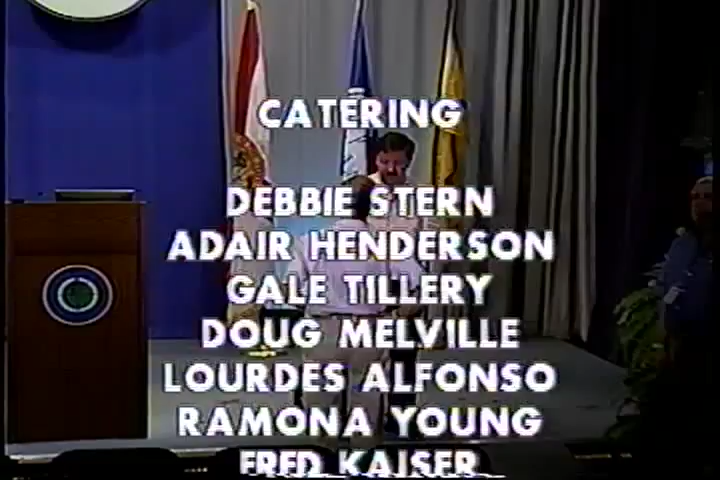 CATERING
DEBBIE STERN
ADAIR HENDERSON
GALE TILLERY
DOUG MELVILLE
LOURDES ALFONSO
RAMONA YOUNG
FRED KAISER